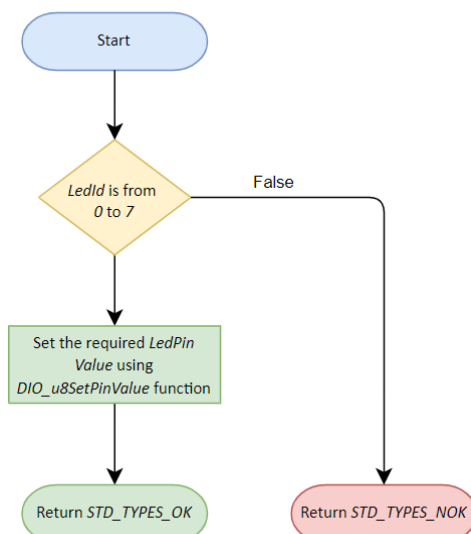 Start
LedId is from
0 to 7
False
Set the required LedPin
Value using
DIO_u8SetPinValue function
Return STD_TYPES_OK
Return STD_TYPES_NOK